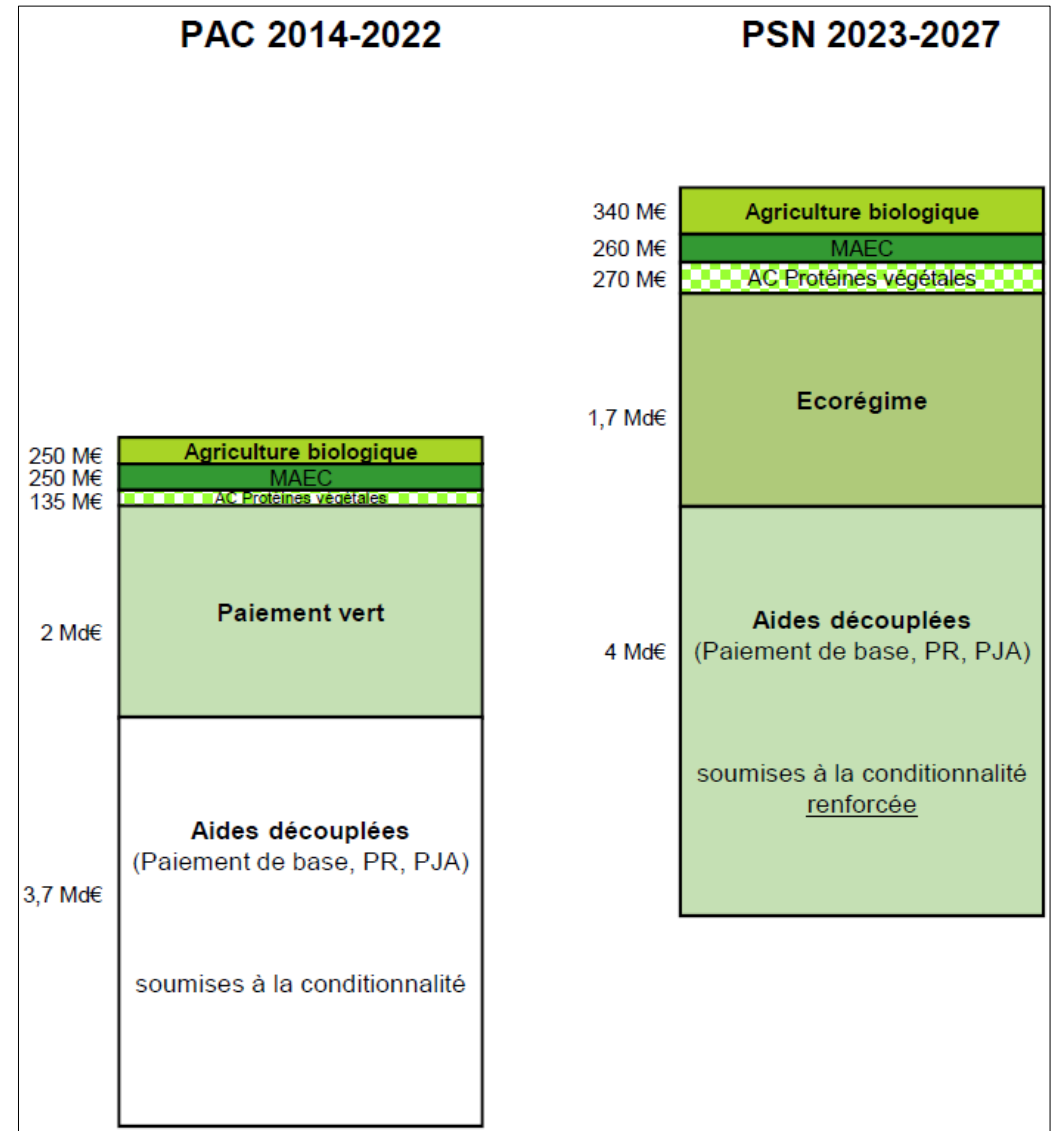 PAC 2014-2022
250 M€
Agriculture biologique
250 M€
MAEC
135 M€
AC Protéines végétales
2 Md€
Paiement vert
3,7 Md€
Aides découplées
(Paiement de base, PR, PJA)
soumises à la conditionnalité
PSN 2023-2027
340 M€
Agriculture biologique
260 M€
MAEC
270 M€
AC Protéines végétales
1,7 Md€
Ecorégime
4 Md€
Aides découplées
(Paiement de base, PR, PJA)
soumises à la conditionnalité
renforcée